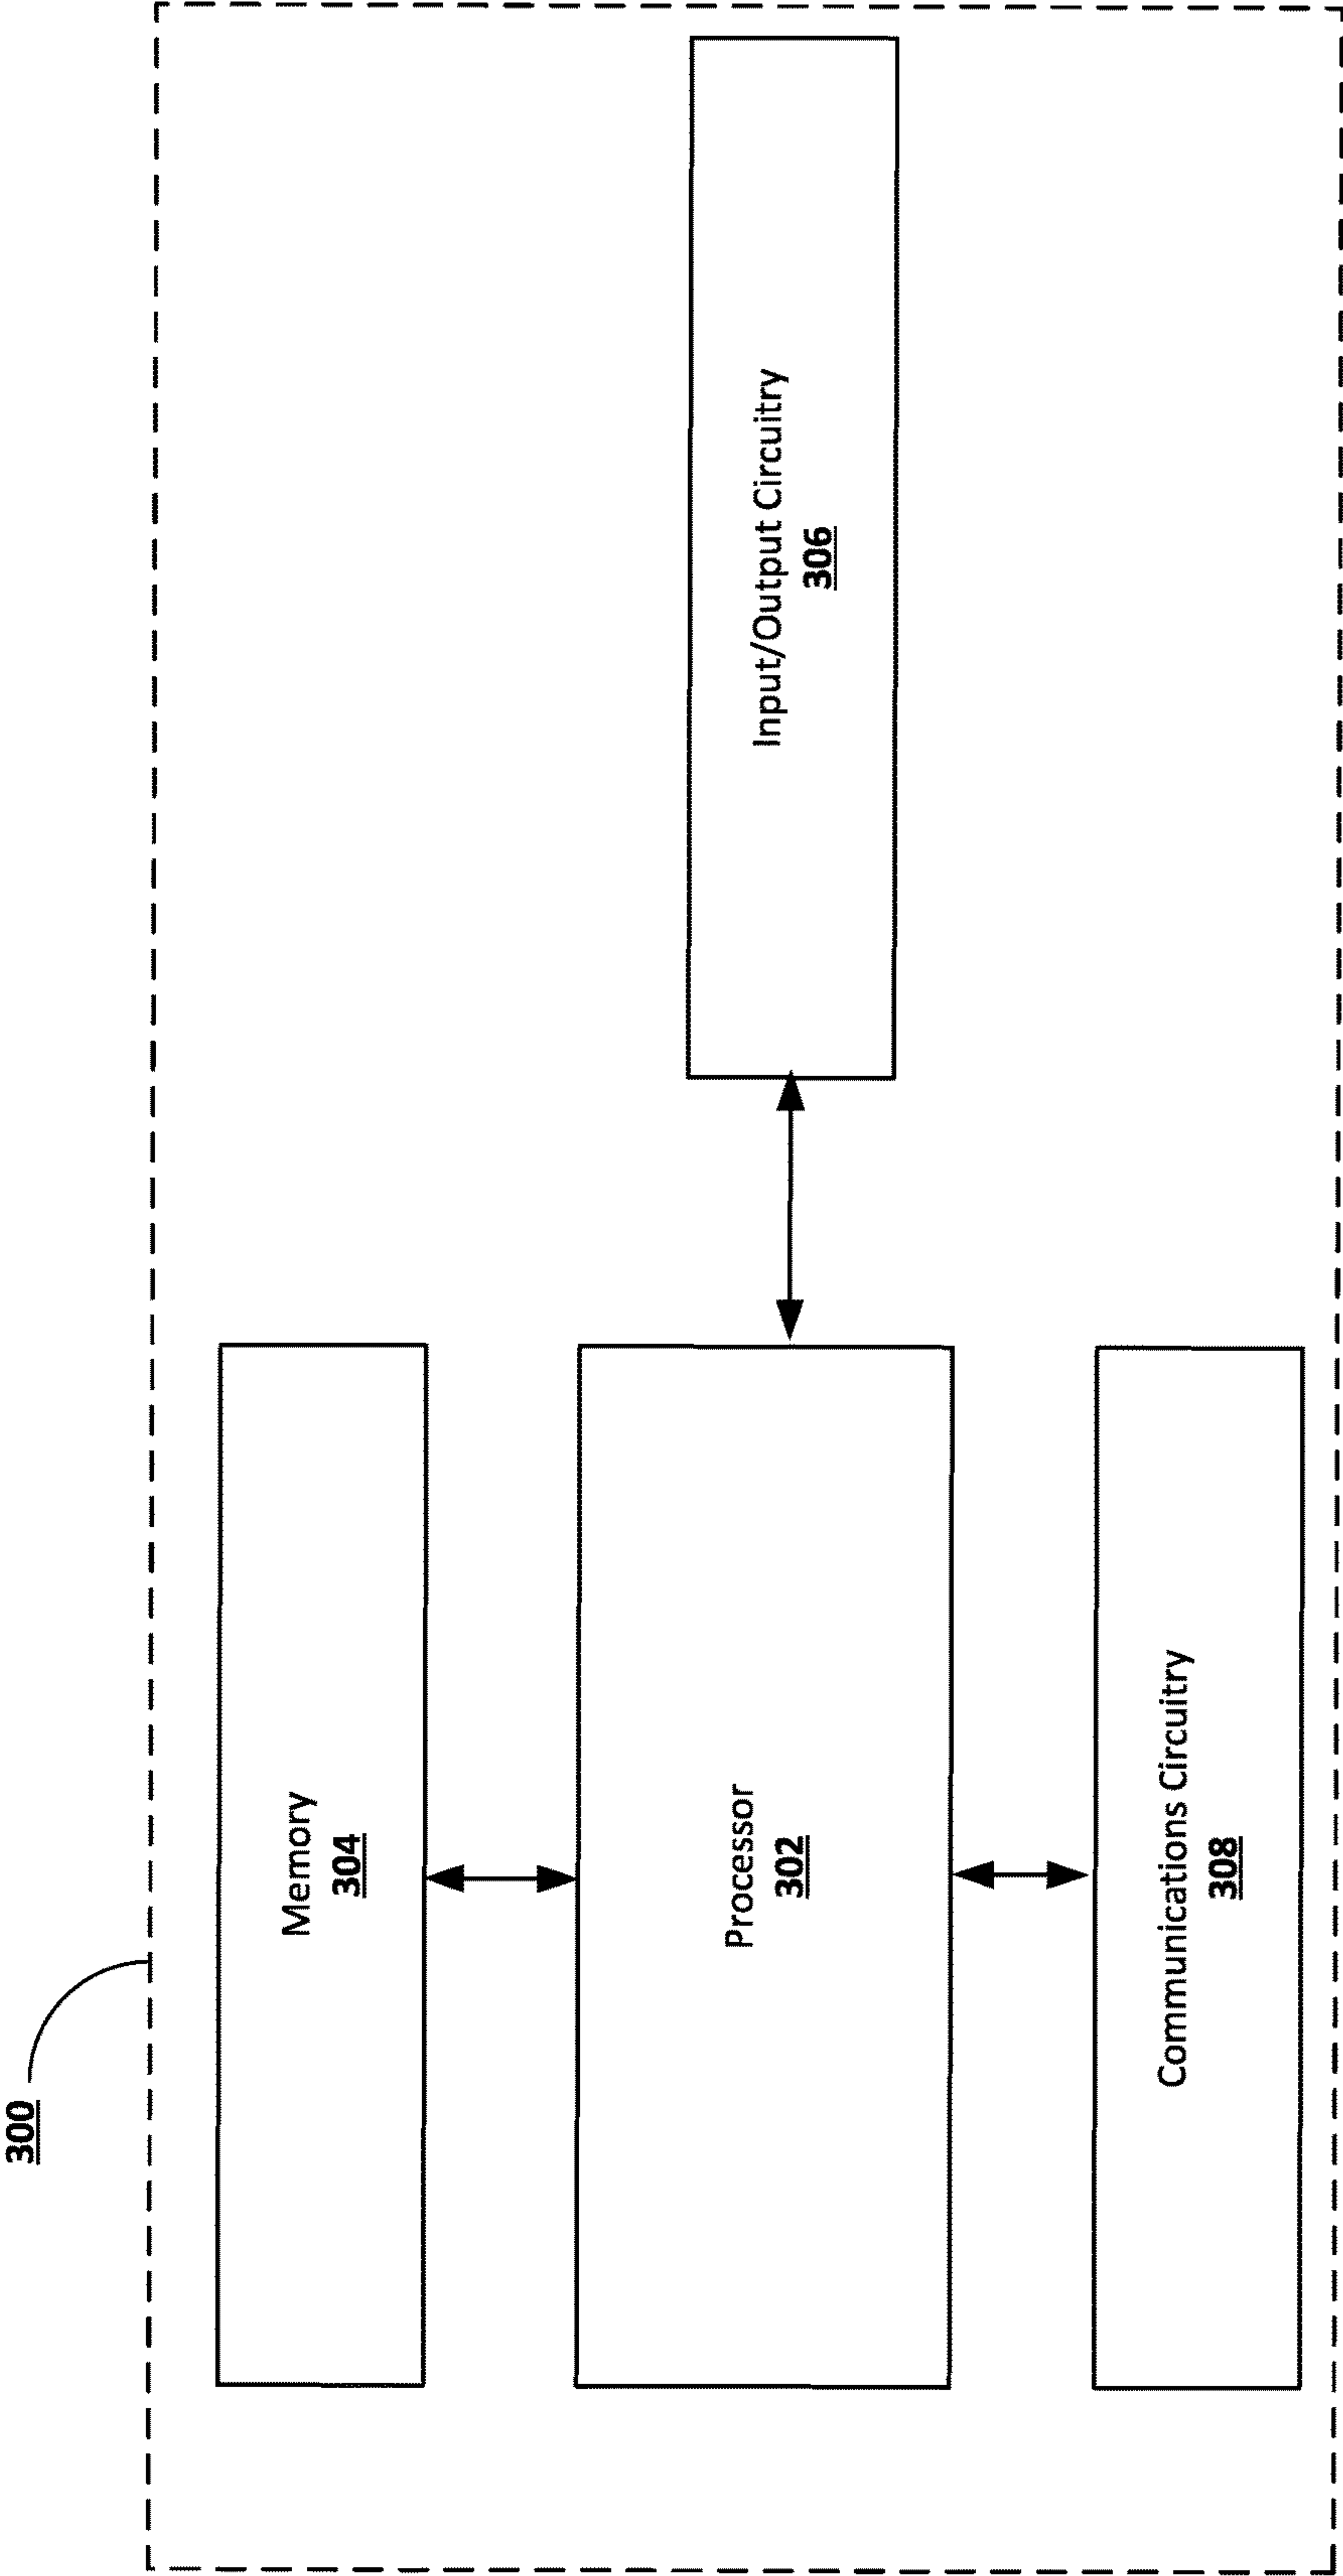 300
Memory
304
Processor
302
Input/Output Circuitry
306
Communications Circuitry
308